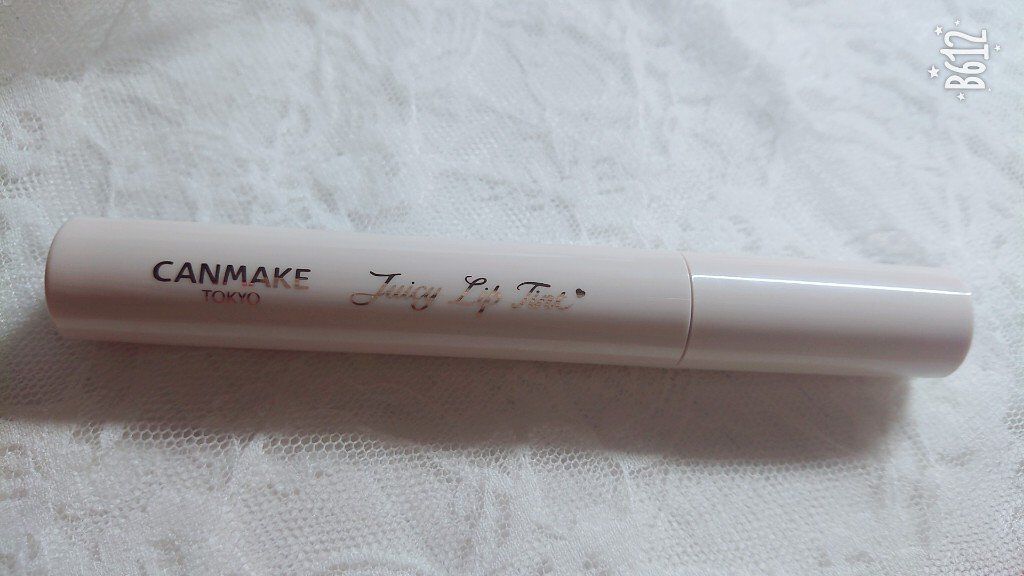 CANMAKE
TOKYO
Juicy Lip Tint
B612